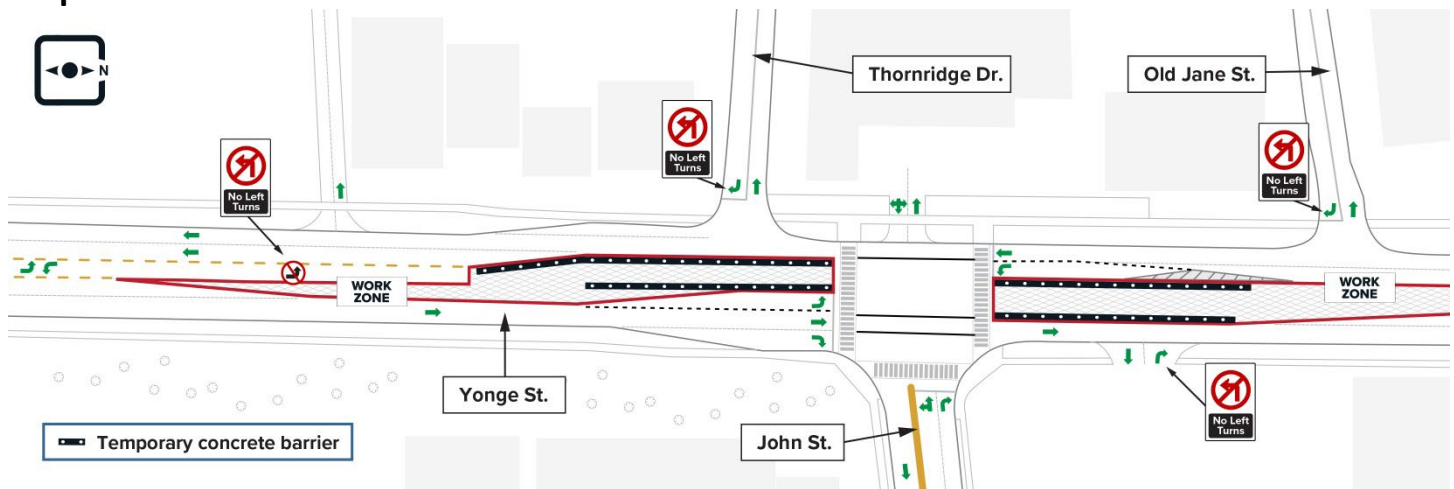 N
Thornridge Dr.
Old Jane St.
No Left
Turns
No Left
Turns
No Left
Turns
WORK
ZONE
WORK
ZONE
Yonge St.
John St.
No Left
Turns
Temporary concrete barrier